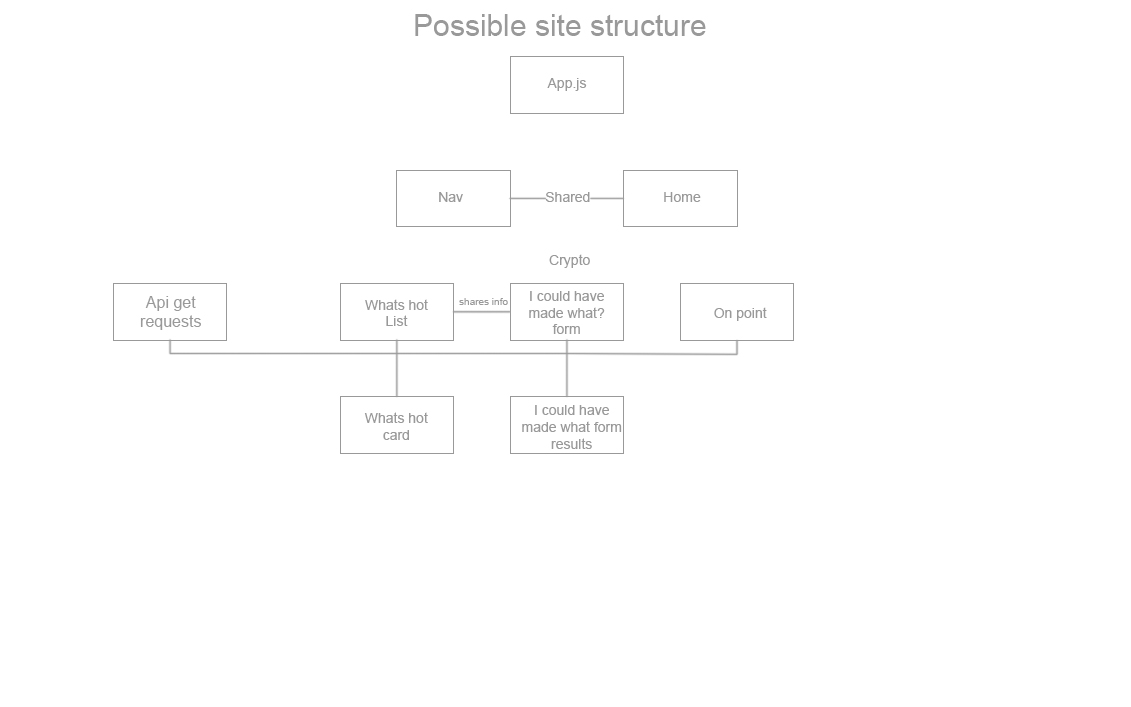 Possible site structure
App.js
Nav
Shared
Home
Crypto
Api get
requests
Whats hot
List
shares info
I could have
made what?
form
On point
Whats hot
card
I could have
made what form
results